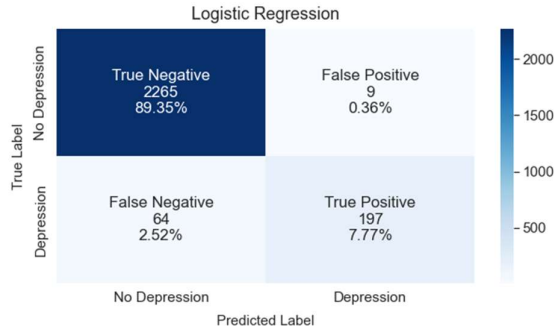 Logistic Regression
True Label
No Depression
True Negative
2265
89.35%
False Positive
9
0.36%
Depression
False Negative
64
2.52%
True Positive
197
7.77%
No Depression
Depression
Predicted Label
2000
1500
1000
500